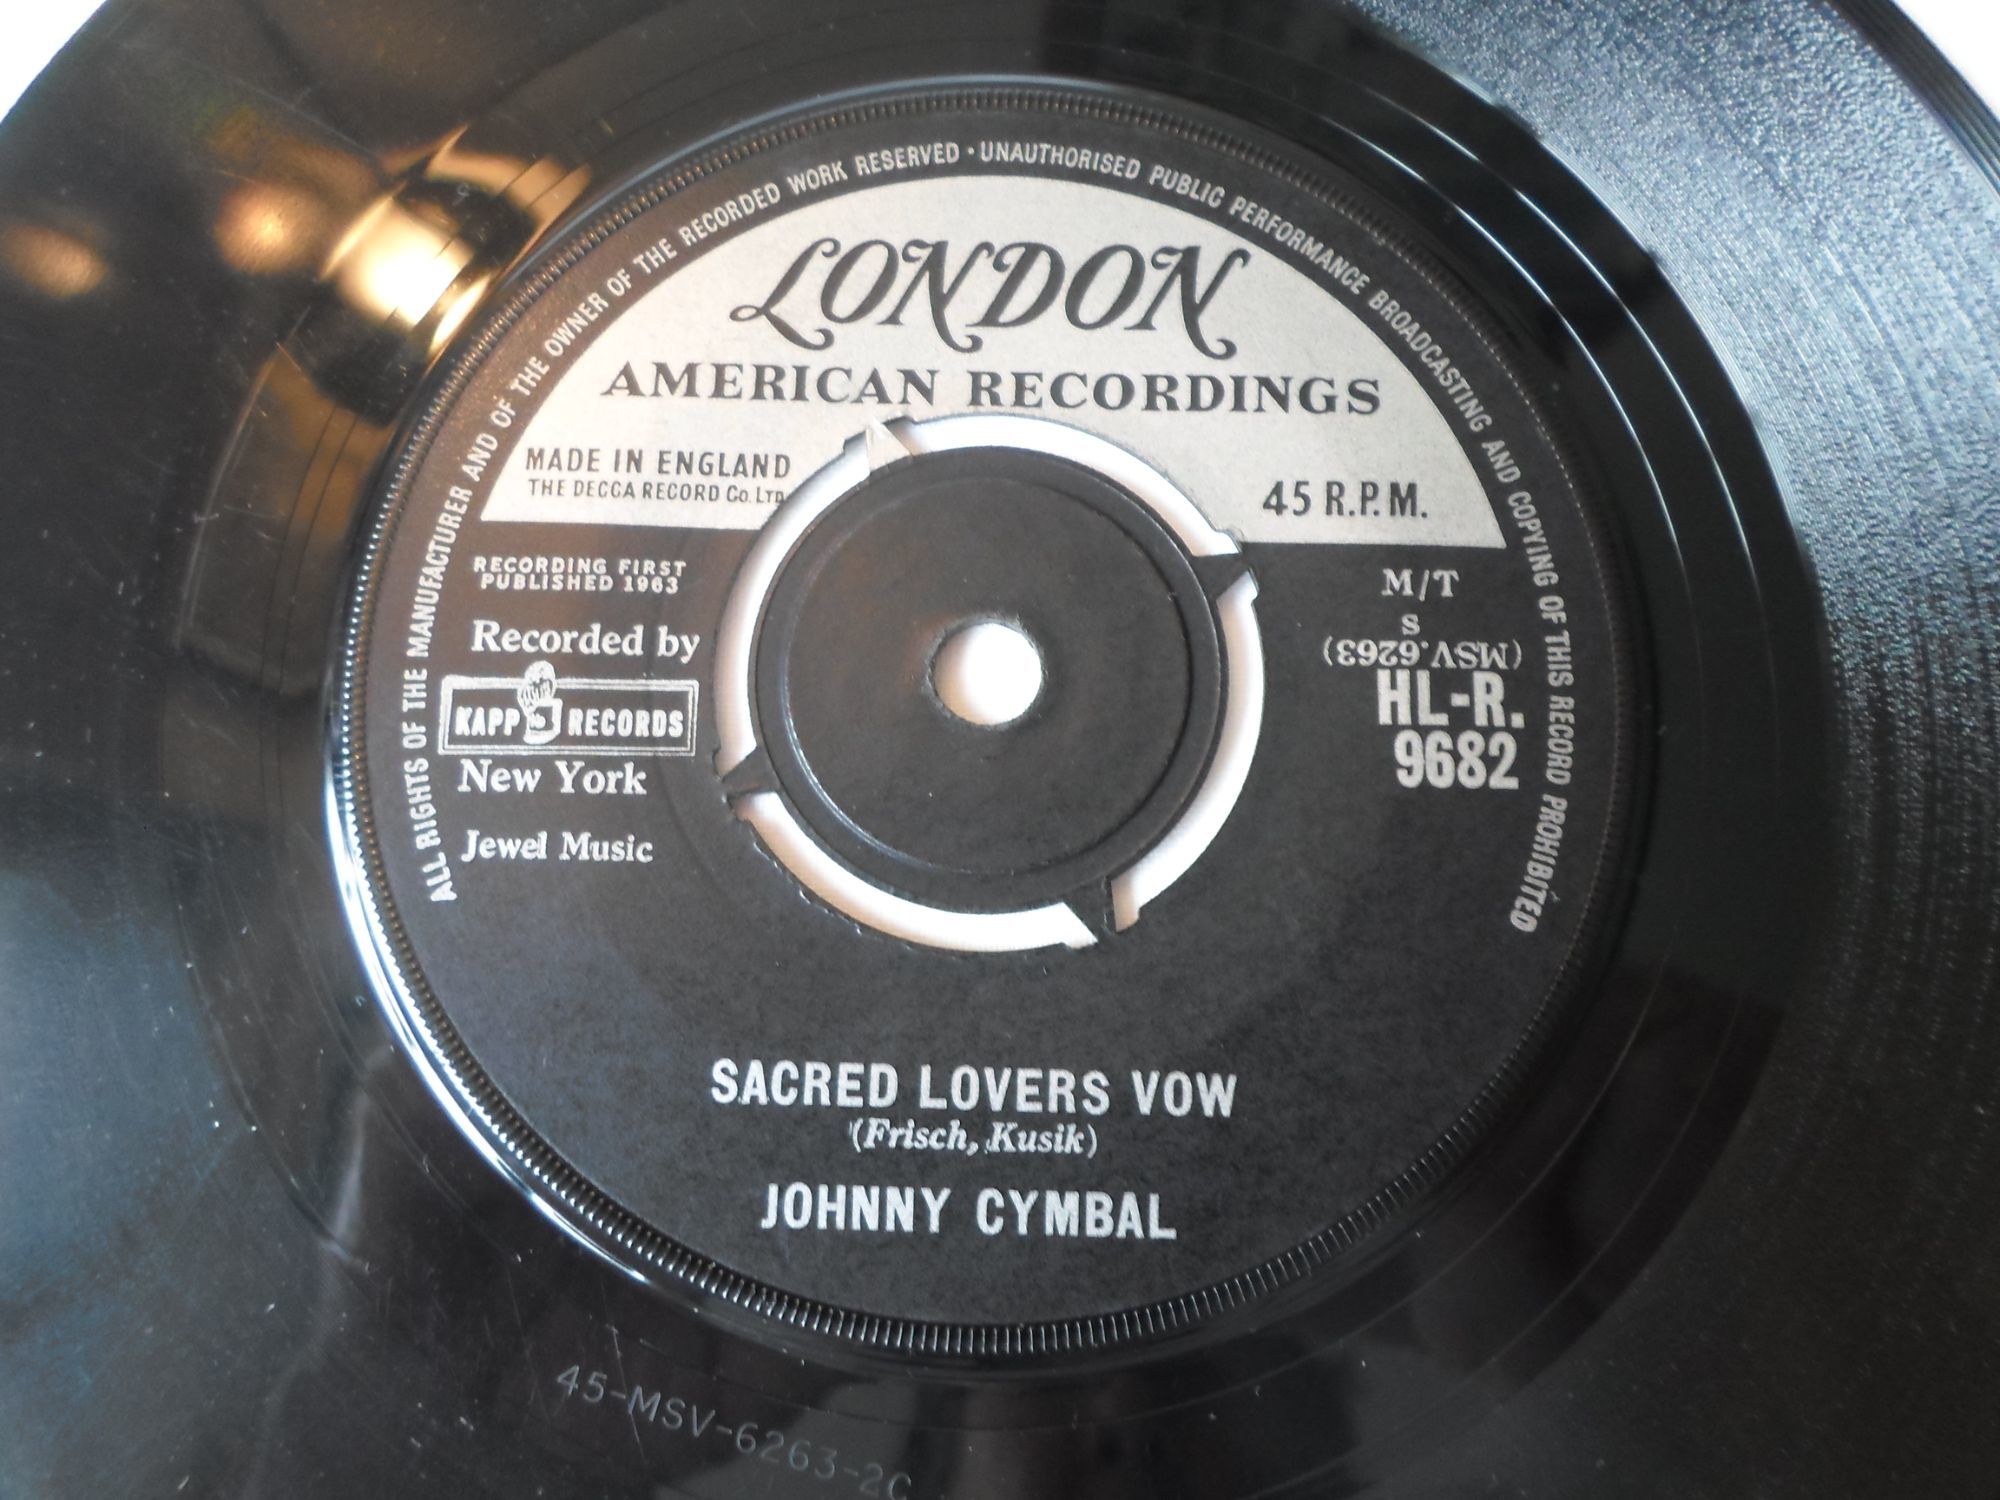 ALL RIGHTS OF THE MANUFACTURER AND OF THE OWNER OF THE RECORDED WORK RESERVED · UNAUTHORISED PUBLIC PERFORMANCE BROADCASTING AND COPYING OF THIS RECORD PROHIBITED
LONDON
AMERICAN RECORDINGS
MADE IN ENGLAND
THE DECCA RECORD Co. LTD
45 R.P.M.
RECORDING FIRST
PUBLISHED 1963
Recorded by
KAPP RECORDS
New York
Jewel Music
M/T
S
(MSV.6263)
HL-R.
9682
SACRED LOVERS VOW
(Frisch, Kusik)
JOHNNY CYMBAL
45-MSV-6263-2C